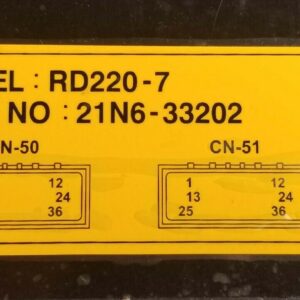 EL : RD220-7
NO : 21N6-33202
N-50 CN-51
12 1 12
24 13 24
36 25 36